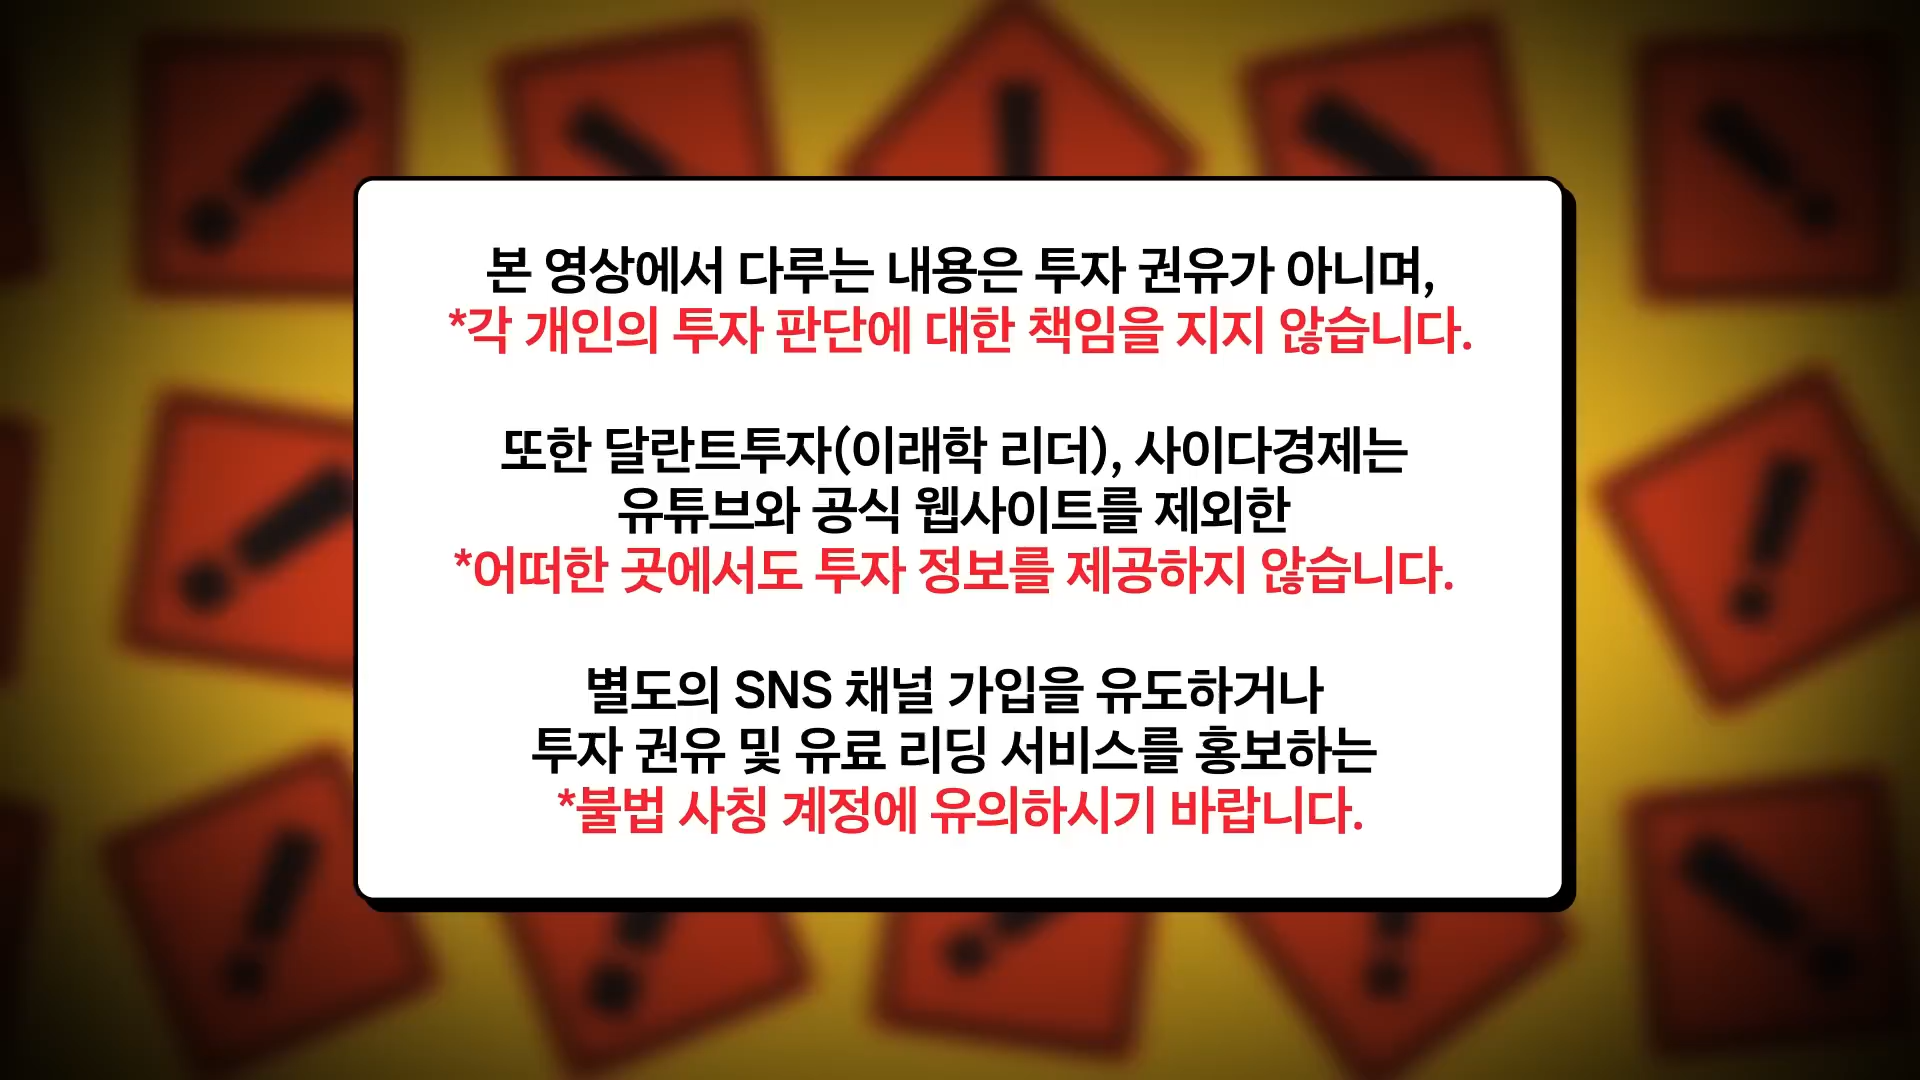 본 영상에서 다루는 내용은 투자 권유가 아니며,
*각 개인의 투자 판단에 대한 책임을 지지 않습니다.
또한 달란트투자(이래학 리더), 사이다경제는
유튜브와 공식 웹사이트를 제외한
*어떠한 곳에서도 투자 정보를 제공하지 않습니다.
별도의 SNS 채널 가입을 유도하거나
투자 권유 및 유료 리딩 서비스를 홍보하는
*불법 사칭 계정에 유의하시기 바랍니다.